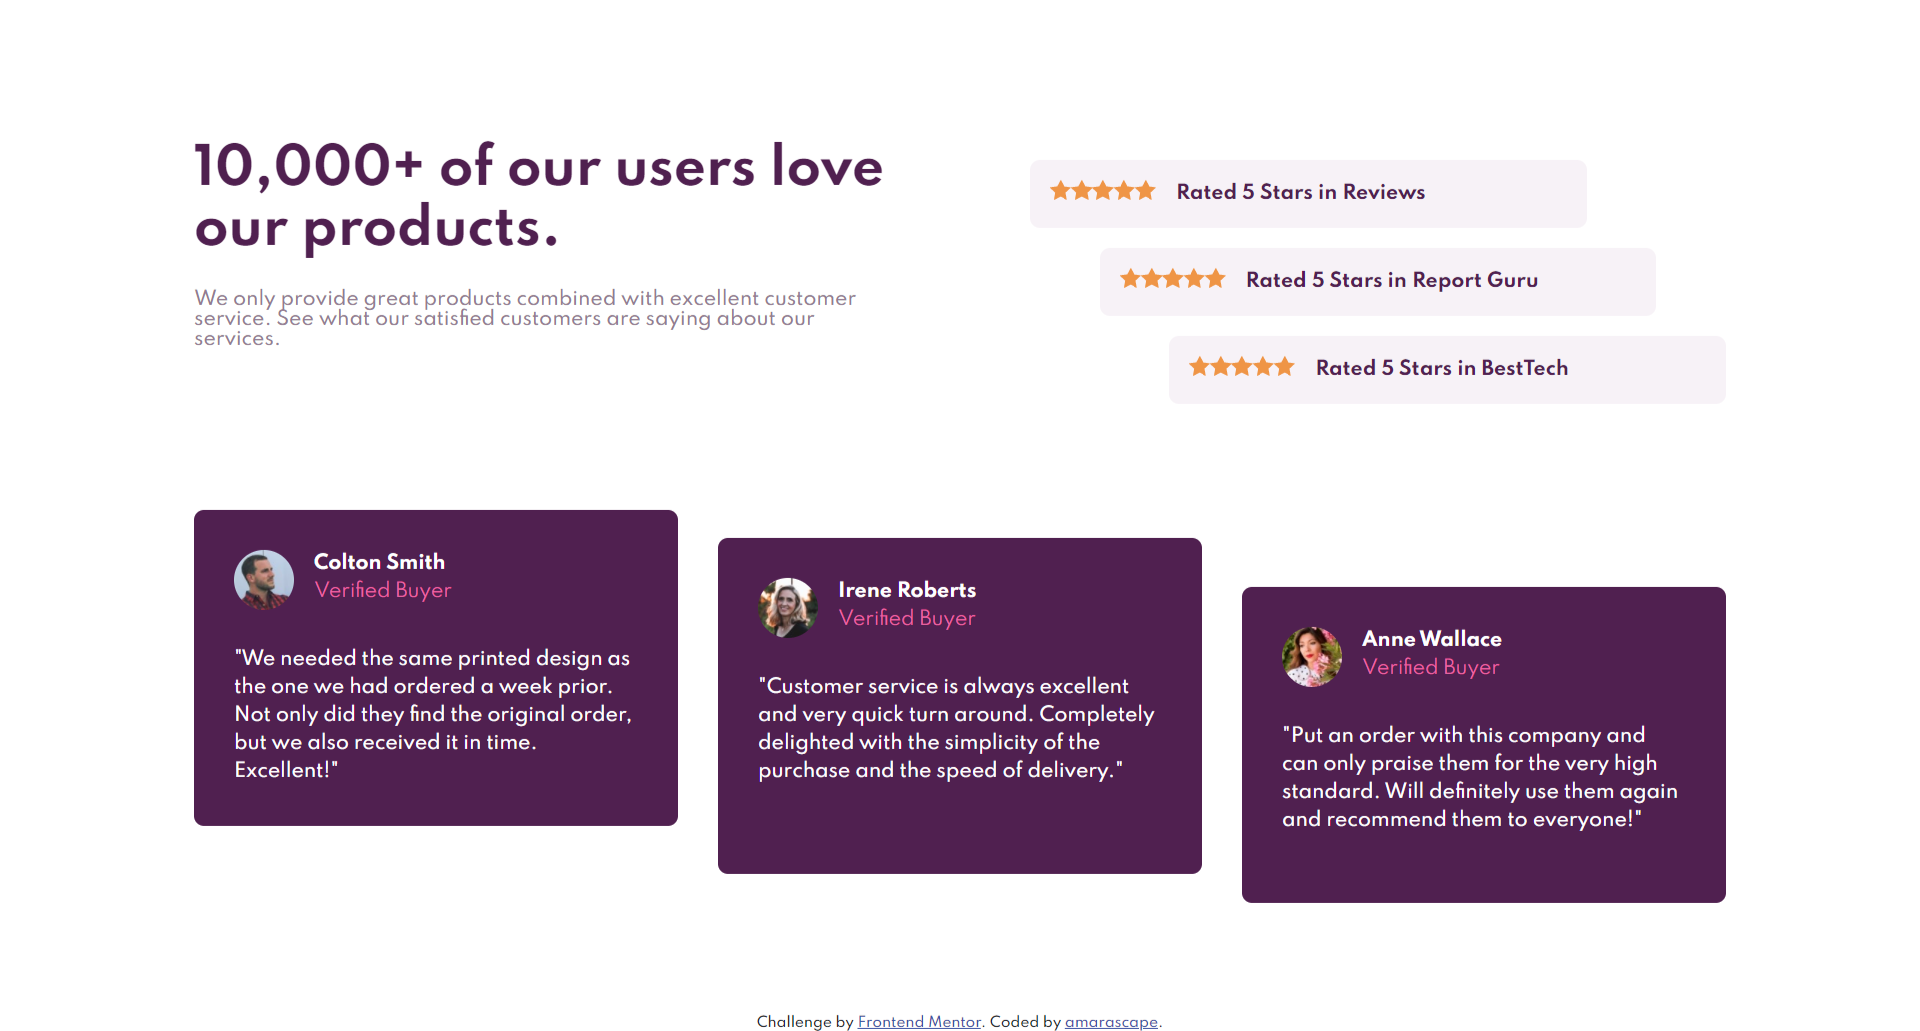 10,000+ of our users love
our products.
We only provide great products combined with excellent customer
service. See what our satisfied customers are saying about our
services.
Rated 5 Stars in Reviews
Rated 5 Stars in Report Guru
Rated 5 Stars in BestTech
Colton Smith
Verified Buyer
"We needed the same printed design as
the one we had ordered a week prior.
Not only did they find the original order,
but we also received it in time.
Excellent!"
Irene Roberts
Verified Buyer
"Customer service is always excellent
and very quick turn around. Completely
delighted with the simplicity of the
purchase and the speed of delivery."
Anne Wallace
Verified Buyer
"Put an order with this company and
can only praise them for the very high
standard. Will definitely use them again
and recommend them to everyone!"
Challenge by Frontend Mentor. Coded by amarascape.